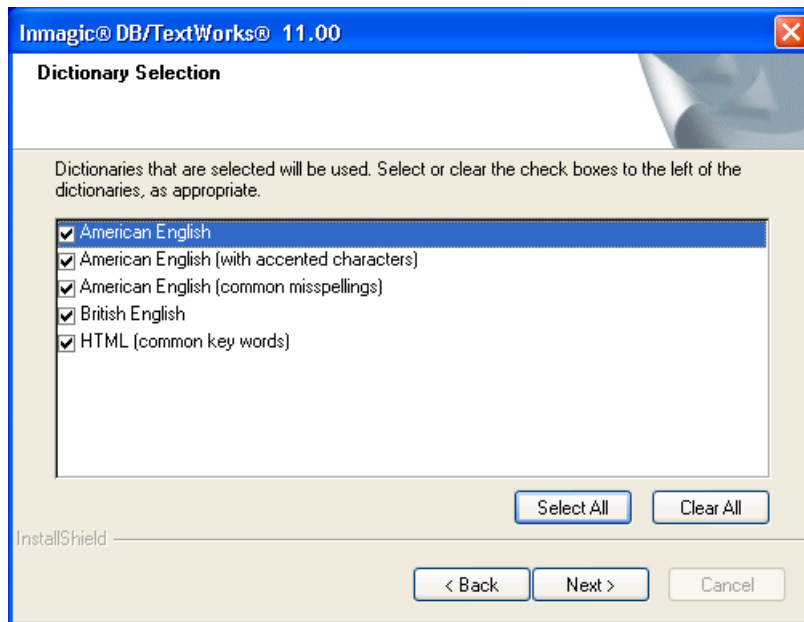 Inmagic® DB/TextWorks® 11.00
Dictionary Selection
Dictionaries that are selected will be used. Select or clear the check boxes to the left of the
dictionaries, as appropriate.
American English
American English (with accented characters)
American English (common misspellings)
British English
HTML (common key words)
Select All Clear All
InstallShield
< Back Next > Cancel